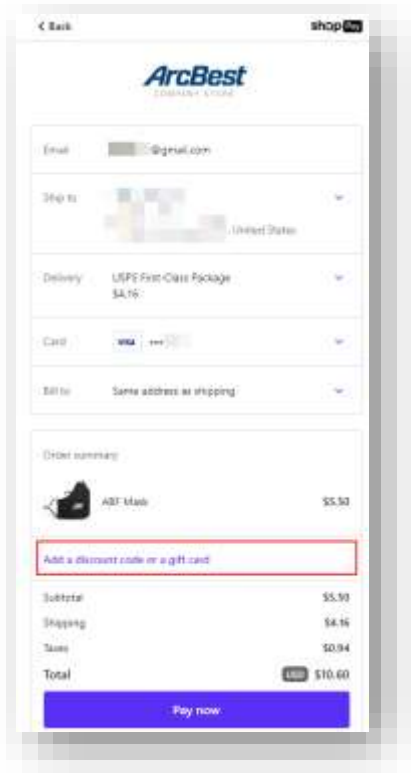 < Back
shop Pay
ArcBest
COMPANY STORE
Email
@gmail.com
Ship to
, United States
Delivery
USPS First-Class Package
$4.16
Card
VISA
Bill to
Same address as shipping
Order summary
ABF Mask
$5.50
Add a discount code or a gift card
Subtotal
$5.50
Shipping
$4.16
Taxes
$0.94
Total
USD $10.60
Pay now